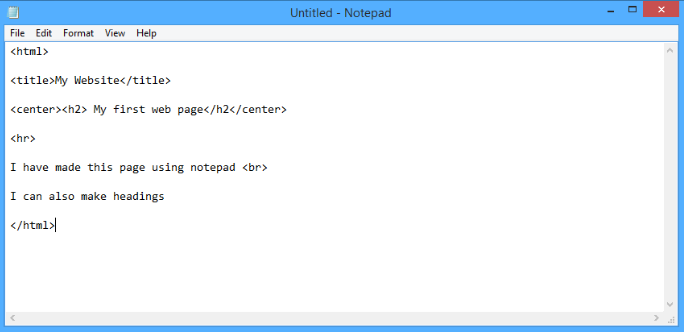 Untitled - Notepad
File Edit Format View Help
<html>
<title>My Website</title>
<center><h2> My first web page</h2</center>
<hr>
I have made this page using notepad <br>
I can also make headings
</html>